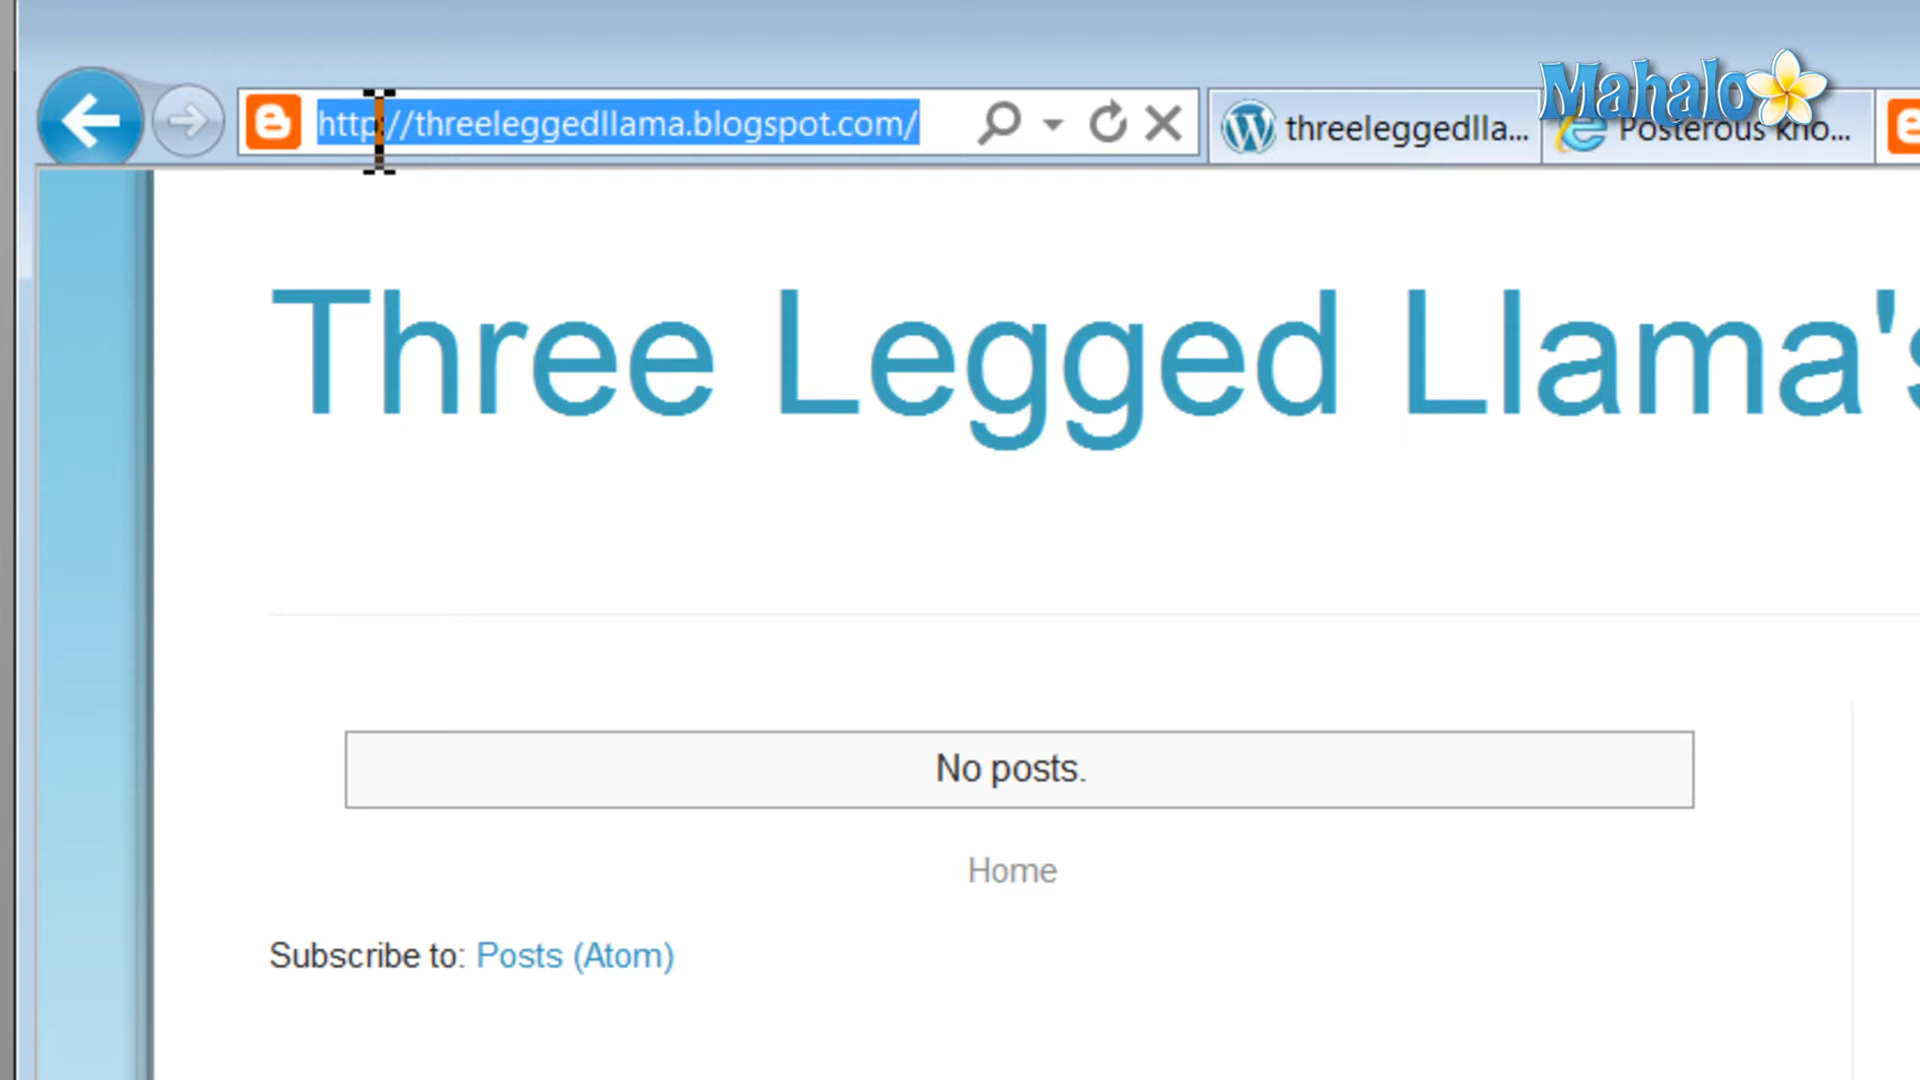 http://threeleggedllama.blogspot.com/
threeleggedlla...
Posterous kno...
Mahalo
Three Legged Llama's
No posts.
Home
Subscribe to: Posts (Atom)